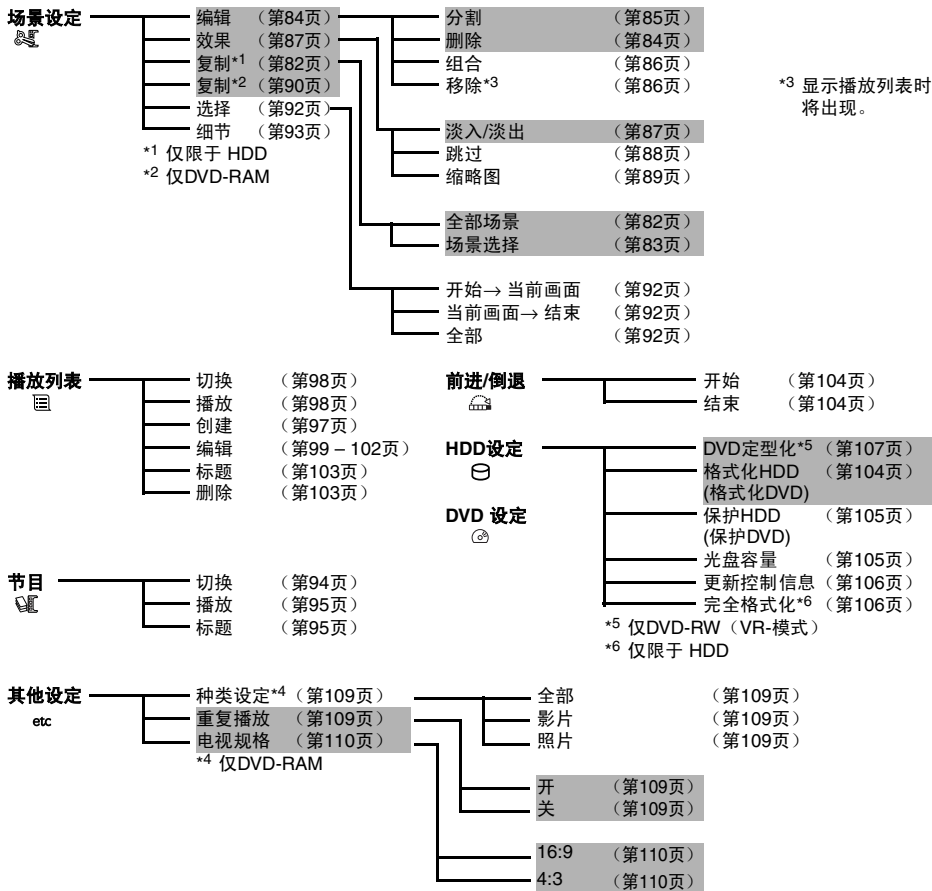 场景设定
编辑 （第84页）
效果 （第87页）
复制*1（第82页）
复制*2（第90页）
选择 （第92页）
细节 （第93页）
*1 仅限于 HDD
*2 仅DVD-RAM
分割 （第85页）
删除 （第84页）
组合 （第86页）
移除*3 （第86页）
*3 显示播放列表时
将出现。
淡入/淡出 （第87页）
跳过 （第88页）
缩略图 （第89页）
全部场景 （第82页）
场景选择 （第83页）
开始→ 当前画面 （第92页）
当前画面→ 结束 （第92页）
全部 （第92页）
播放列表
切换 （第98页）
播放 （第98页）
创建 （第97页）
编辑 （第99 – 102页）
标题 （第103页）
删除 （第103页）
前进/倒退
开始 （第104页）
结束 （第104页）
HDD设定
DVD 设定
DVD定型化*5（第107页）
格式化HDD （第104页）
(格式化DVD)
保护HDD （第105页）
(保护DVD)
光盘容量 （第105页）
更新控制信息（第106页）
完全格式化*6（第106页）
*5 仅DVD-RW（VR-模式）
*6 仅限于 HDD
节目
切换 （第94页）
播放 （第95页）
标题 （第95页）
其他设定
etc
种类设定*4（第109页）
重复播放 （第109页）
电视规格 （第110页）
*4 仅DVD-RAM
全部 （第109页）
影片 （第109页）
照片 （第109页）
开 （第109页）
关 （第109页）
16:9 （第110页）
4:3 （第110页）